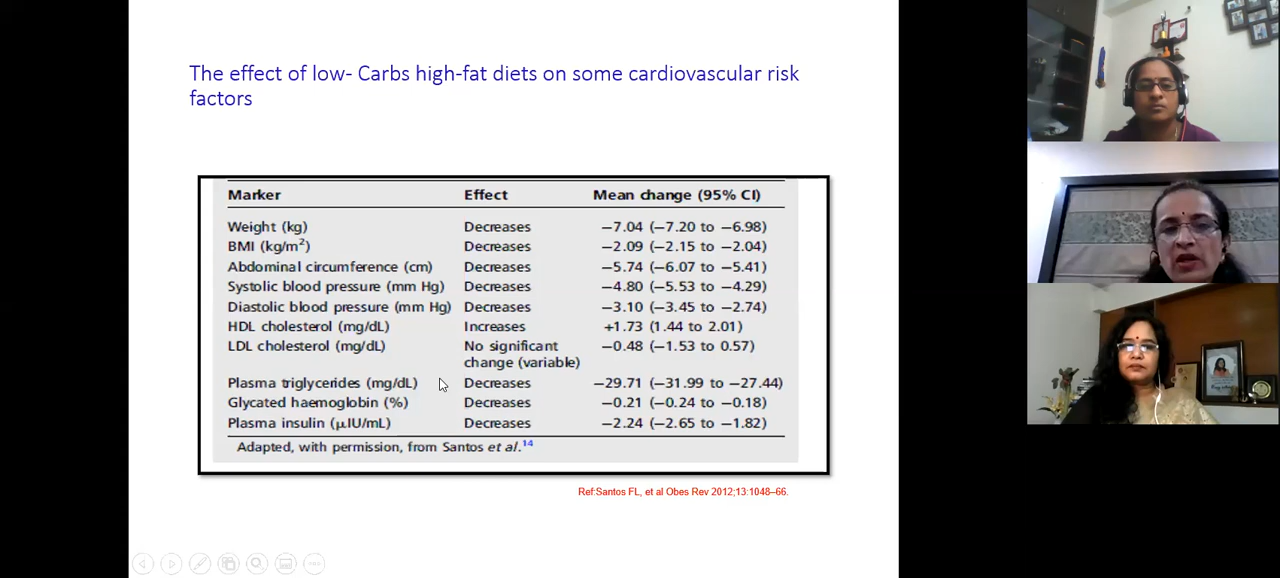 The effect of low- Carbs high-fat diets on some cardiovascular risk
factors
Marker Effect Mean change (95% CI)
Weight (kg) Decreases −7.04 (−7.20 to −6.98)
BMI (kg/m²) Decreases −2.09 (−2.15 to −2.04)
Abdominal circumference (cm) Decreases −5.74 (−6.07 to −5.41)
Systolic blood pressure (mm Hg) Decreases −4.80 (−5.53 to −4.29)
Diastolic blood pressure (mm Hg) Decreases −3.10 (−3.45 to −2.74)
HDL cholesterol (mg/dL) Increases +1.73 (1.44 to 2.01)
LDL cholesterol (mg/dL) No significant −0.48 (−1.53 to 0.57)
change (variable)
Plasma triglycerides (mg/dL) Decreases −29.71 (−31.99 to −27.44)
Glycated haemoglobin (%) Decreases −0.21 (−0.24 to −0.18)
Plasma insulin (μIU/mL) Decreases −2.24 (−2.65 to −1.82)
Adapted, with permission, from Santos et al.¹⁴
Ref:Santos FL, et al Obes Rev 2012;13:1048–66.